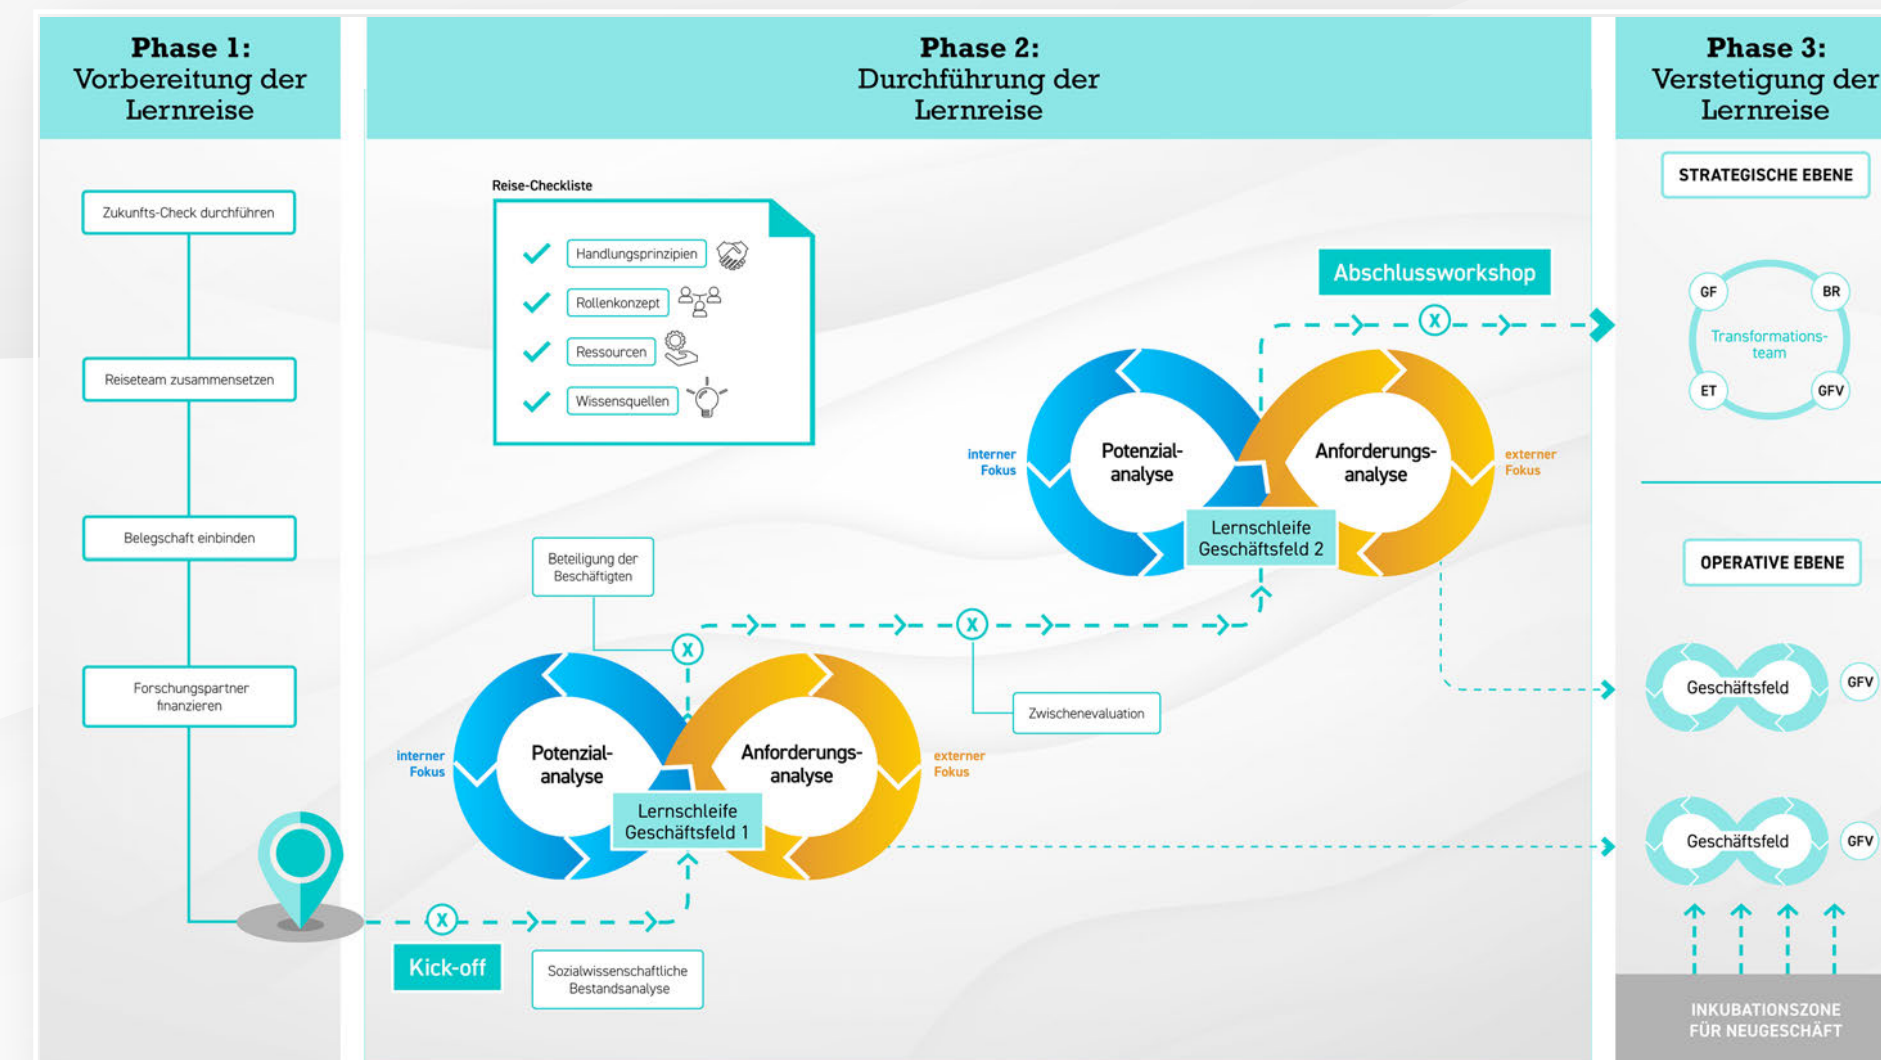 Phase 1:
Vorbereitung der
Lernreise
Zukunfts-Check durchführen
Reiseteam zusammensetzen
Belegschaft einbinden
Forschungspartner
finanzieren
Phase 2:
Durchführung der
Lernreise
Reise-Checkliste
Handlungsprinzipien
Rollenkonzept
Ressourcen
Wissensquellen
Abschlussworkshop
X
interner
Fokus
Potenzial-
analyse
Anforderungs-
analyse
externer
Fokus
Lernschleife
Geschäftsfeld 2
Beteiligung der
Beschäftigten
X
X
Zwischenevaluation
interner
Fokus
Potenzial-
analyse
Anforderungs-
analyse
externer
Fokus
Lernschleife
Geschäftsfeld 1
X
Kick-off
Sozialwissenschaftliche
Bestandsanalyse
Phase 3:
Verstetigung der
Lernreise
STRATEGISCHE EBENE
GF
BR
Transformations-
team
ET
GFV
OPERATIVE EBENE
Geschäftsfeld
GFV
Geschäftsfeld
GFV
INKUBATIONSZONE
FÜR NEUGESCHÄFT